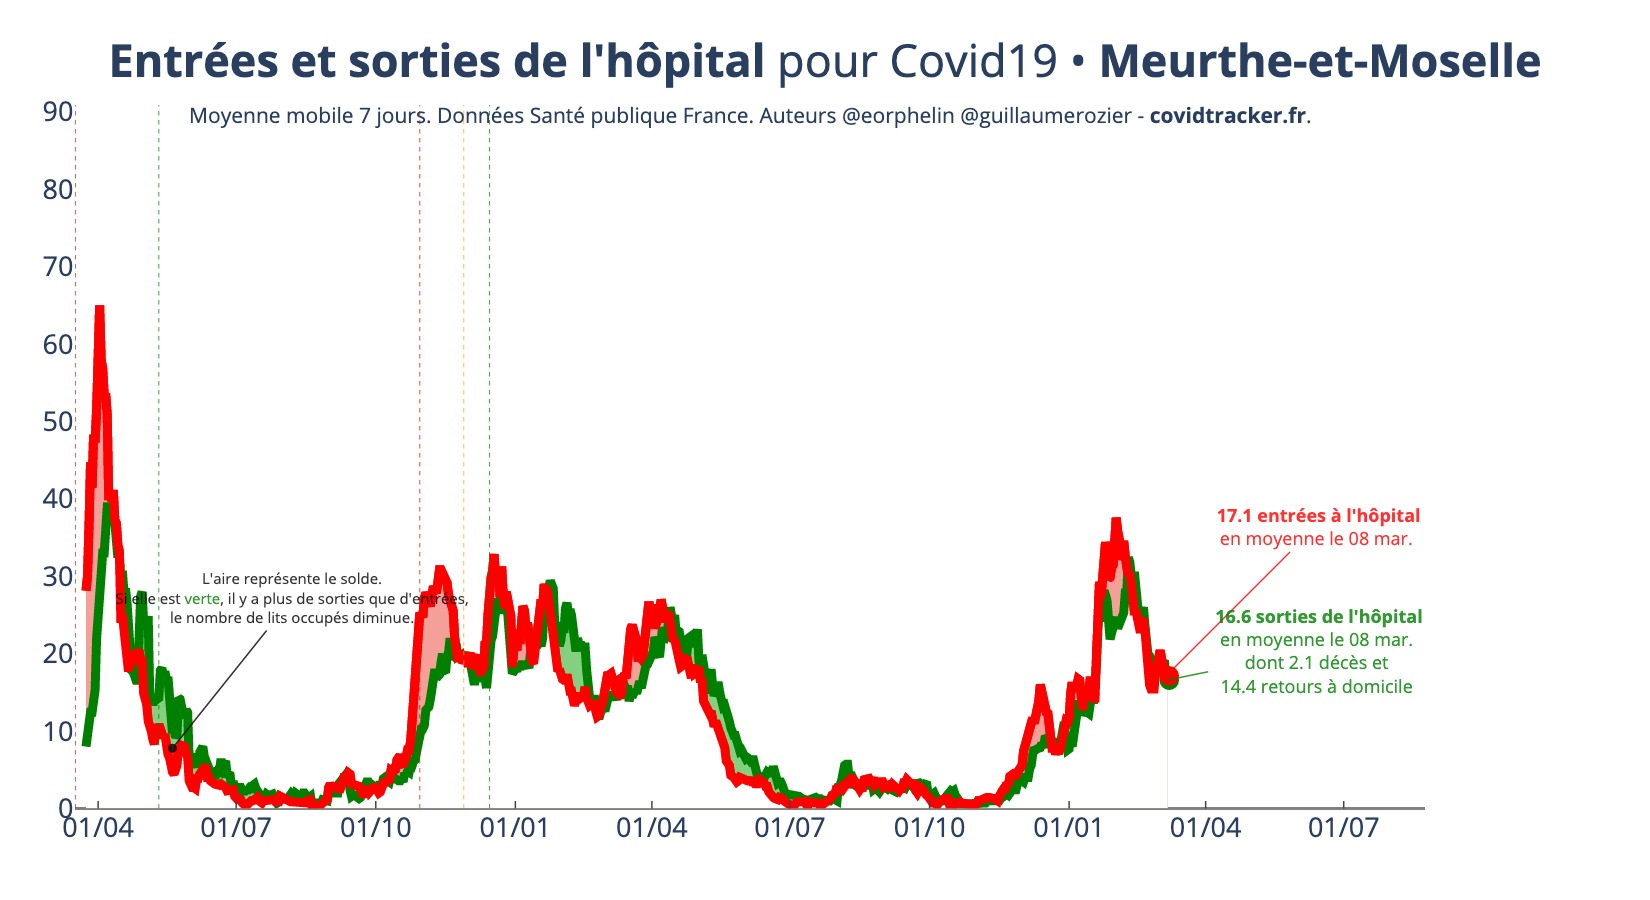 Entrées et sorties de l'hôpital pour Covid19 • Meurthe-et-Moselle
Moyenne mobile 7 jours. Données Santé publique France. Auteurs @eorphelin @guillaumerozier - covidtracker.fr.
90
80
70
60
50
40
30
20
10
0
L'aire représente le solde.
Si elle est verte, il y a plus de sorties que d'entrées,
le nombre de lits occupés diminue.
17.1 entrées à l'hôpital
en moyenne le 08 mar.
16.6 sorties de l'hôpital
en moyenne le 08 mar.
dont 2.1 décès et
14.4 retours à domicile
01/04 01/07 01/10 01/01 01/04 01/07 01/10 01/01 01/04 01/07